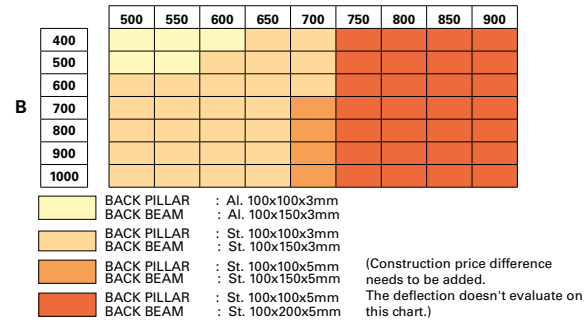 500 550 600 650 700 750 800 850 900
400
500
600
B 700
800
900
1000
BACK PILLAR : Al. 100x100x3mm
BACK BEAM : Al. 100x150x3mm
BACK PILLAR : St. 100x100x3mm
BACK BEAM : St. 100x150x3mm
BACK PILLAR : St. 100x100x5mm
BACK BEAM : St. 100x150x5mm
BACK PILLAR : St. 100x100x5mm
BACK BEAM : St. 100x200x5mm
(Construction price difference
needs to be added.
The deflection doesn't evaluate on
this chart.)